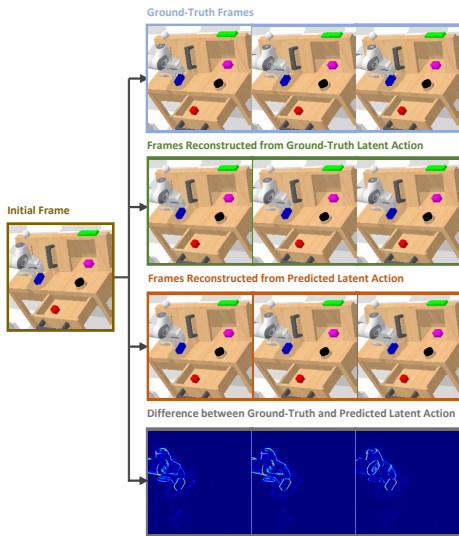 Ground-Truth Frames
Frames Reconstructed from Ground-Truth Latent Action
Initial Frame
Frames Reconstructed from Predicted Latent Action
Difference between Ground-Truth and Predicted Latent Action